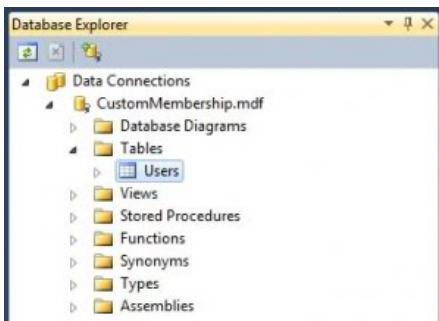 Database Explorer
Data Connections
CustomMembership.mdf
Database Diagrams
Tables
Users
Views
Stored Procedures
Functions
Synonyms
Types
Assemblies